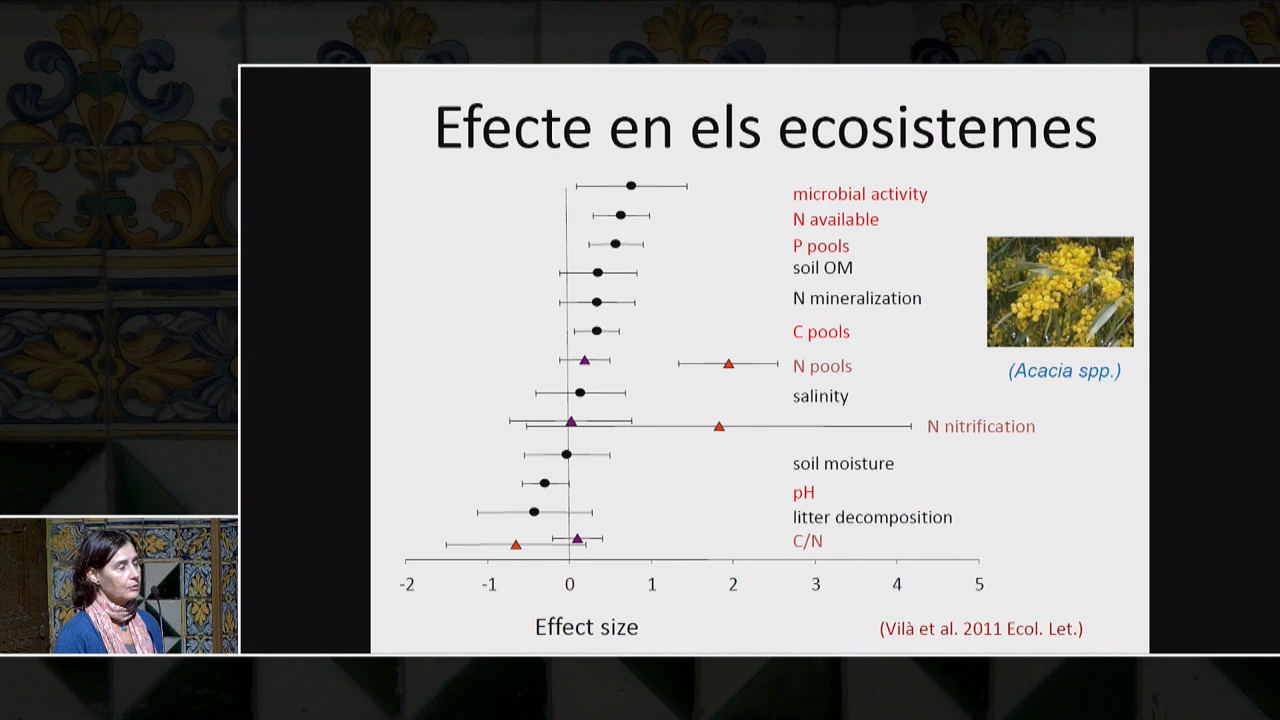 Efecte en els ecosistemes
microbial activity
N available
P pools
soil OM
N mineralization
C pools
N pools
(Acacia spp.)
salinity
N nitrification
soil moisture
pH
litter decomposition
C/N
-2 -1 0 1 2 3 4 5
Effect size
(Vilà et al. 2011 Ecol. Let.)